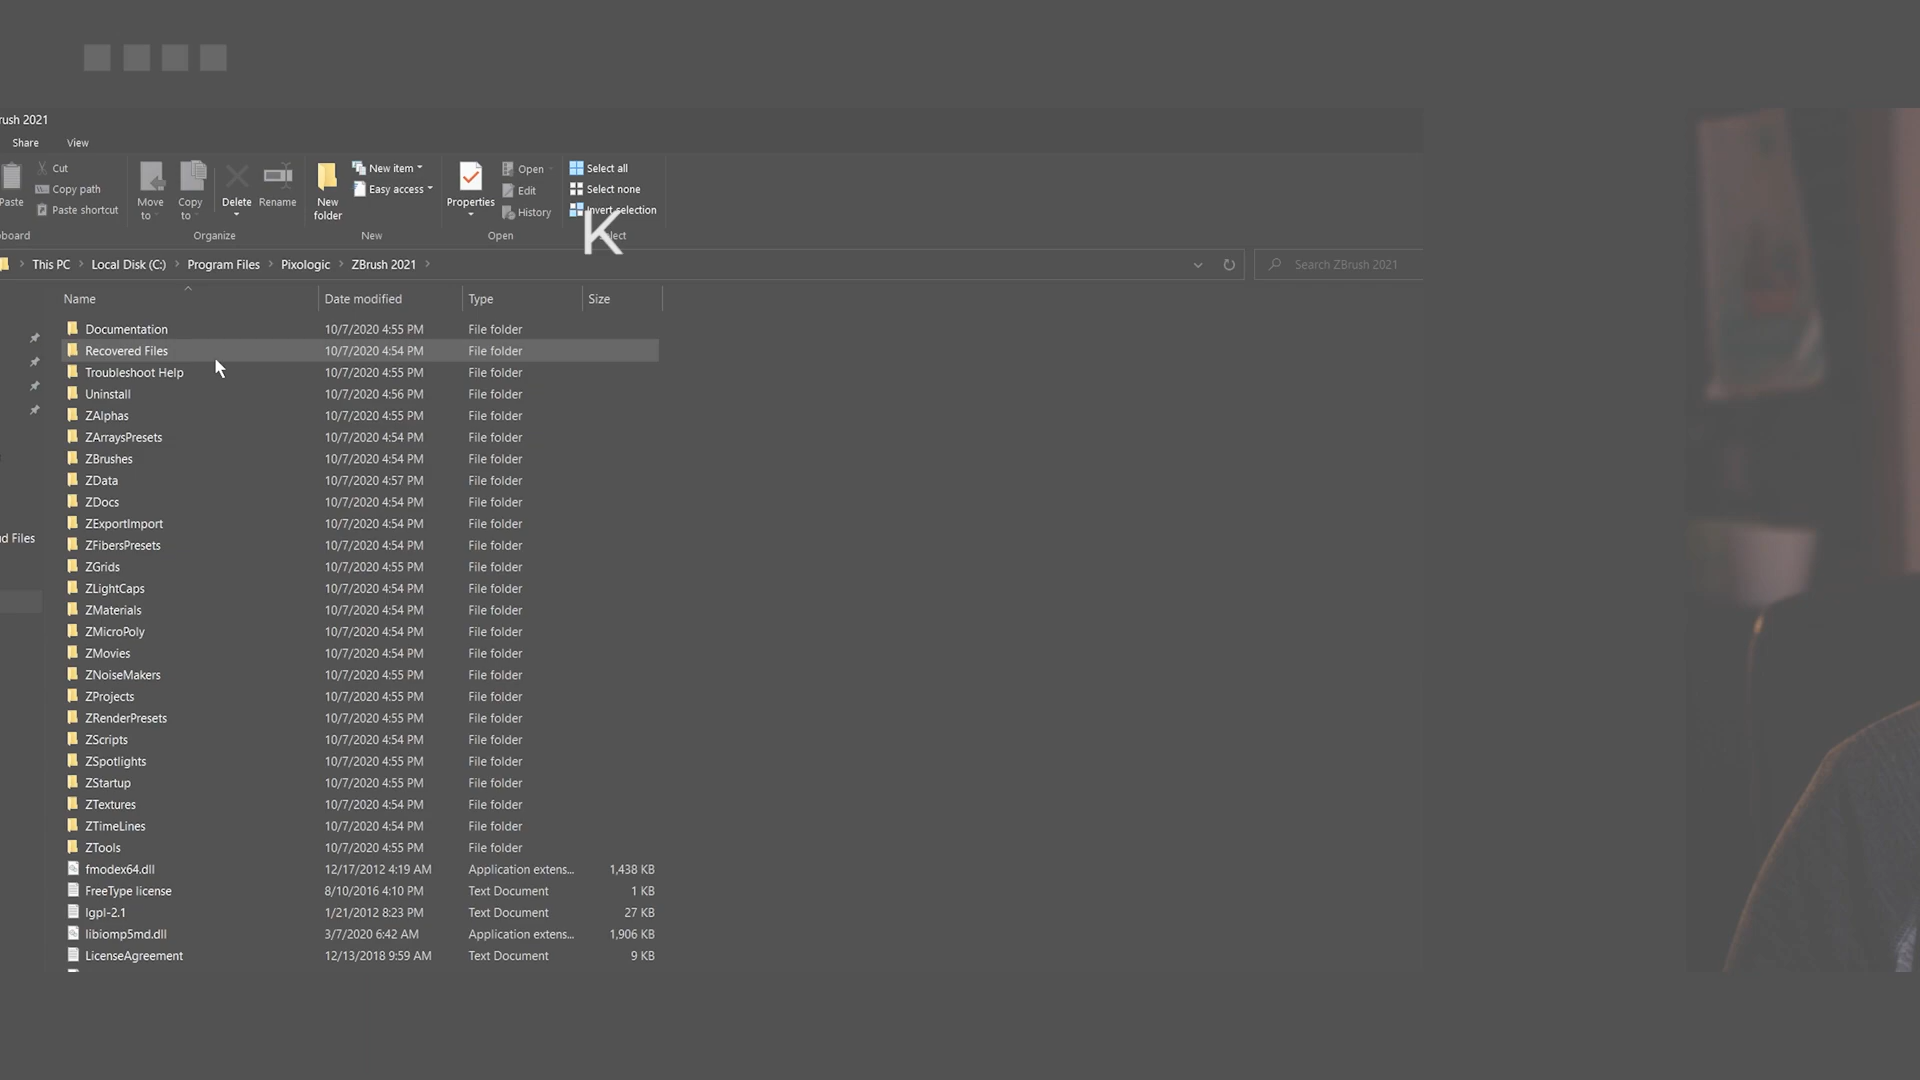 rush 2021
Share View
Paste Cut Copy path Paste shortcut Move to Copy to Delete Rename New folder New item Easy access Properties Open Edit History Select all Select none Invert selection
board Organize New Open Select
K
This PC Local Disk (C:) Program Files Pixologic ZBrush 2021 Search ZBrush 2021
Name Date modified Type Size
Documentation 10/7/2020 4:55 PM File folder
Recovered Files 10/7/2020 4:54 PM File folder
Troubleshoot Help 10/7/2020 4:55 PM File folder
Uninstall 10/7/2020 4:56 PM File folder
ZAlphas 10/7/2020 4:55 PM File folder
ZArraysPresets 10/7/2020 4:54 PM File folder
ZBrushes 10/7/2020 4:54 PM File folder
ZData 10/7/2020 4:57 PM File folder
ZDocs 10/7/2020 4:54 PM File folder
ZExportImport 10/7/2020 4:54 PM File folder
d Files
ZFibersPresets 10/7/2020 4:54 PM File folder
ZGrids 10/7/2020 4:55 PM File folder
ZLightCaps 10/7/2020 4:54 PM File folder
ZMaterials 10/7/2020 4:54 PM File folder
ZMicroPoly 10/7/2020 4:54 PM File folder
ZMovies 10/7/2020 4:54 PM File folder
ZNoiseMakers 10/7/2020 4:55 PM File folder
ZProjects 10/7/2020 4:55 PM File folder
ZRenderPresets 10/7/2020 4:55 PM File folder
ZScripts 10/7/2020 4:54 PM File folder
ZSpotlights 10/7/2020 4:55 PM File folder
ZStartup 10/7/2020 4:55 PM File folder
ZTextures 10/7/2020 4:54 PM File folder
ZTimeLines 10/7/2020 4:54 PM File folder
ZTools 10/7/2020 4:55 PM File folder
fmodex64.dll 12/17/2012 4:19 AM Application extens... 1,438 KB
FreeType license 8/10/2016 4:10 PM Text Document 1 KB
lgpl-2.1 1/21/2012 8:23 PM Text Document 27 KB
libiomp5md.dll 3/7/2020 6:42 AM Application extens... 1,906 KB
LicenseAgreement 12/13/2018 9:59 AM Text Document 9 KB